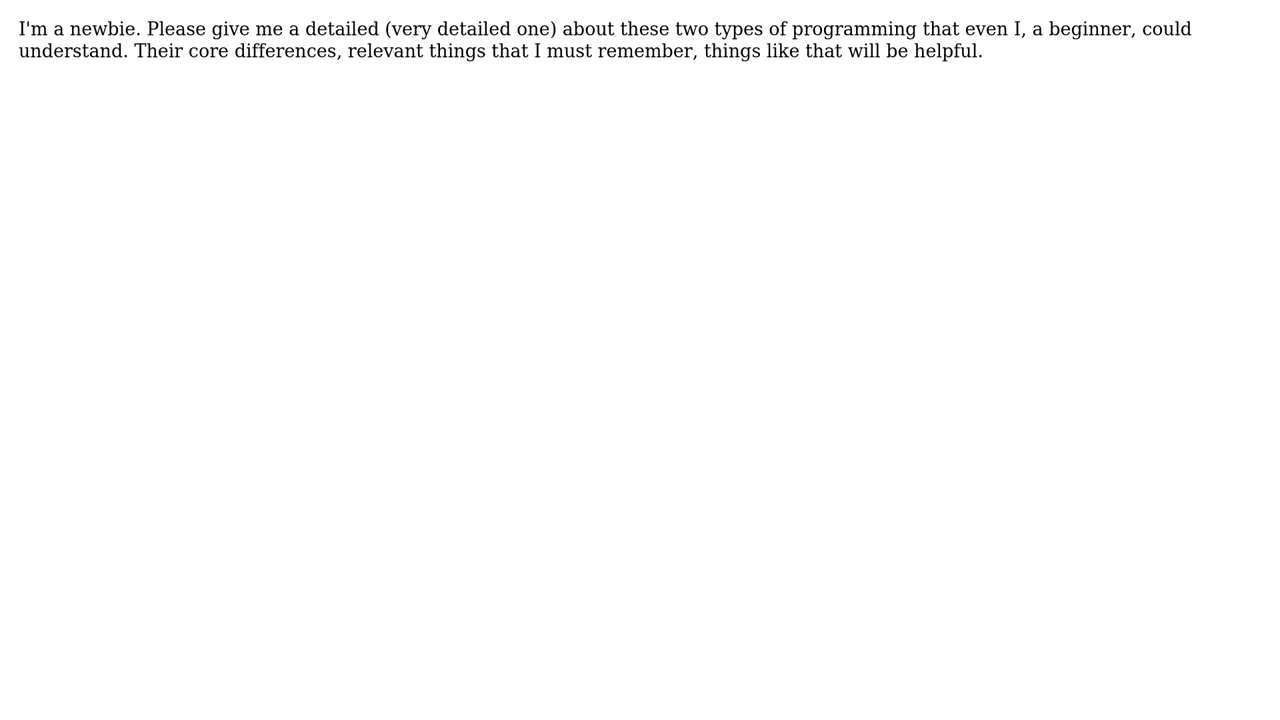 I'm a newbie. Please give me a detailed (very detailed one) about these two types of programming that even I, a beginner, could
understand. Their core differences, relevant things that I must remember, things like that will be helpful.